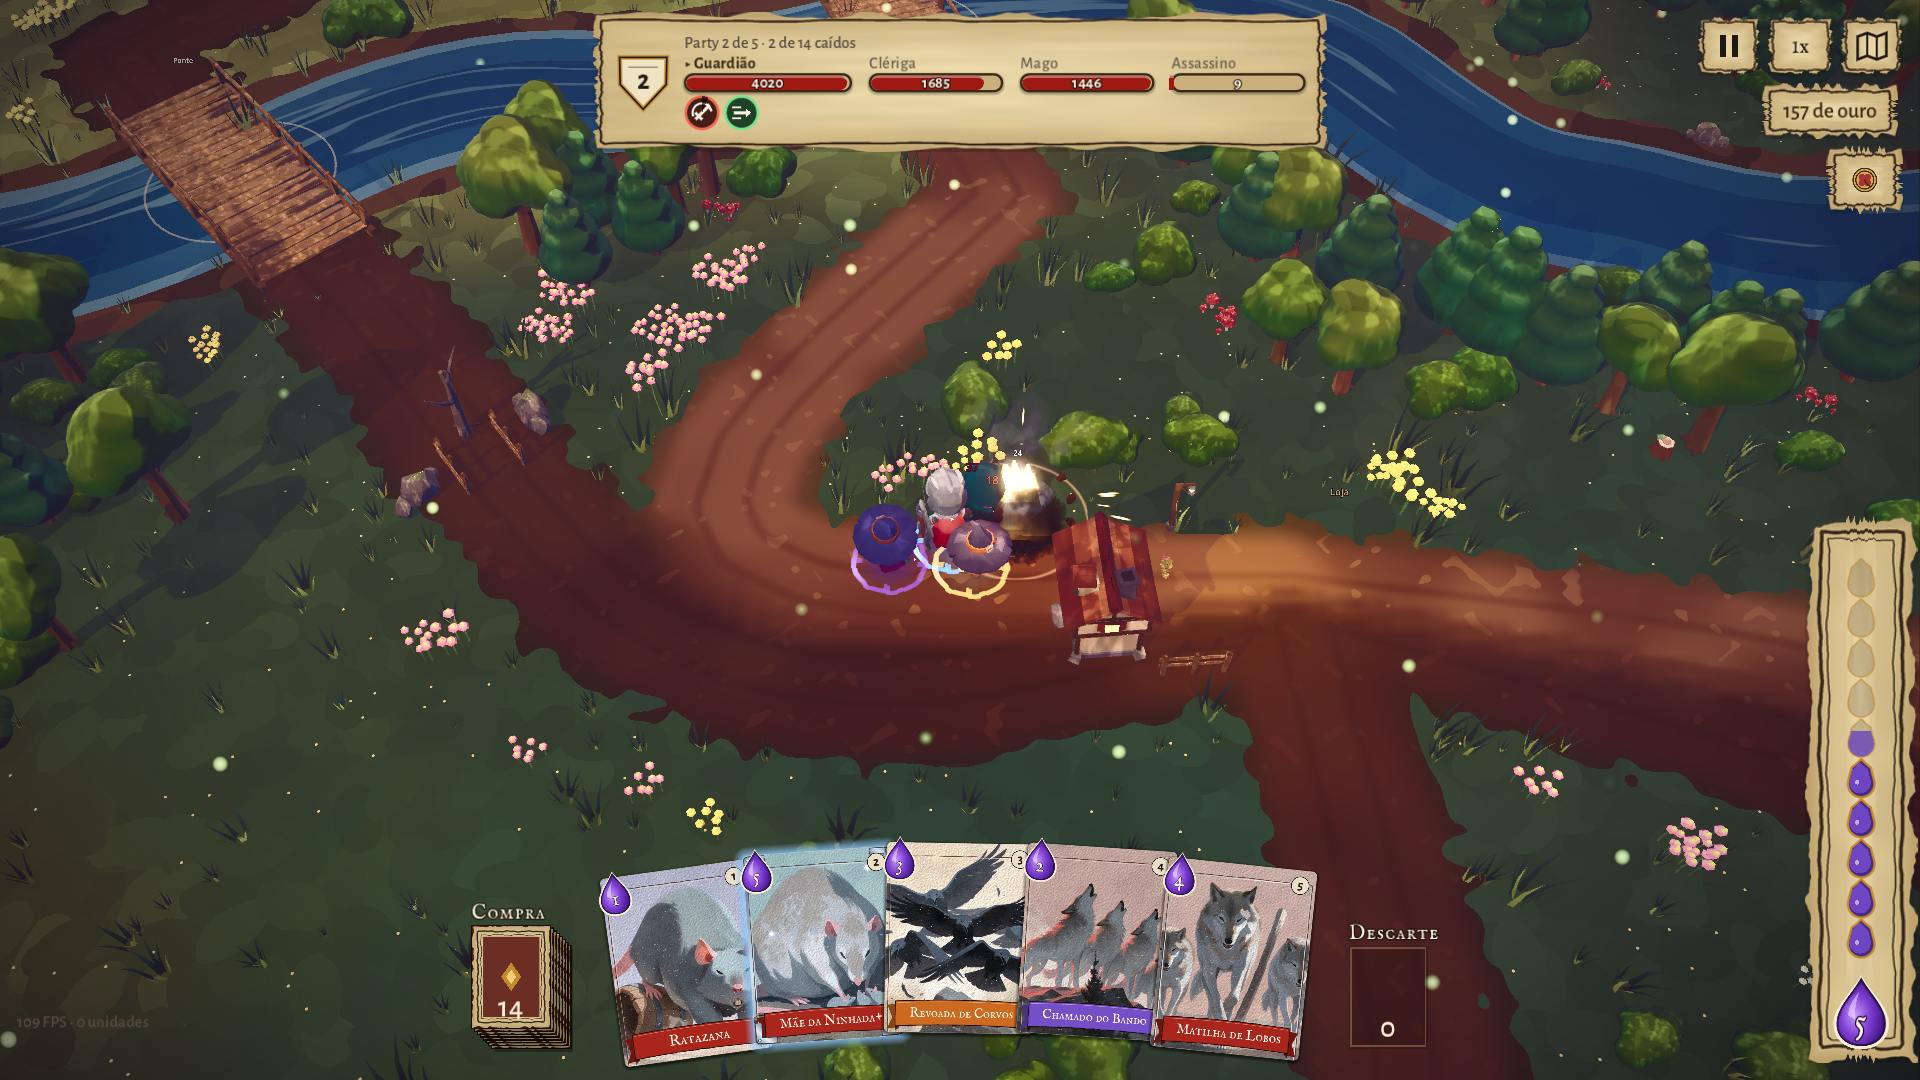 Party 2 de 5 · 2 de 14 caídos
2
▸ Guardião
Clériga
Mago
Assassino
4020
1685
1446
9
1x
157 de ouro
Ponte
Loja
24
18
Compra
14
1
1
Ratazana
5
2
Mãe da Ninhada+
3
3
Revoada de Corvos
2
4
Chamado do Bando
4
5
Matilha de Lobos
Descarte
0
5
109 FPS · 0 unidades